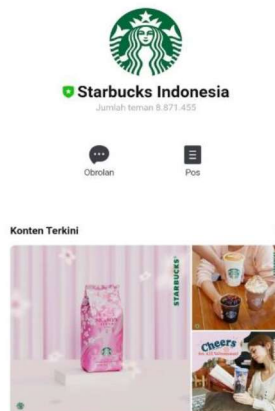 Starbucks Indonesia
Jumlah teman 8.871.455
Obrolan
Pos
Konten Terkini
STARBUCKS
Cheers